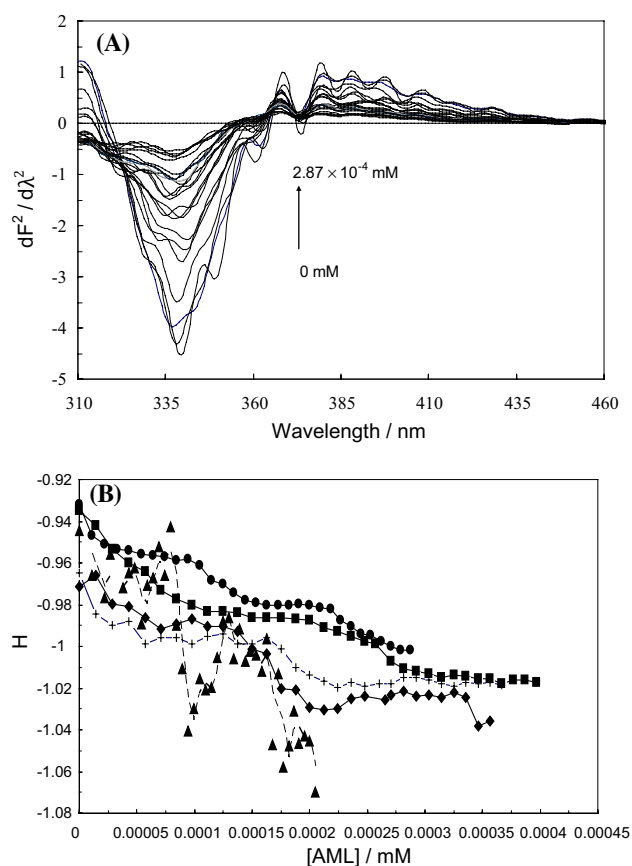 (A)
2
1
0
-1
-2
-3
-4
-5
dF² / dλ²
2.87 × 10⁻⁴ mM
0 mM
310 335 360 385 410 435 460
Wavelength / nm
(B)
-0.92
-0.94
-0.96
-0.98
-1
-1.02
-1.04
-1.06
-1.08
H
0 0.00005 0.0001 0.00015 0.0002 0.00025 0.0003 0.00035 0.0004 0.00045
[AML] / mM